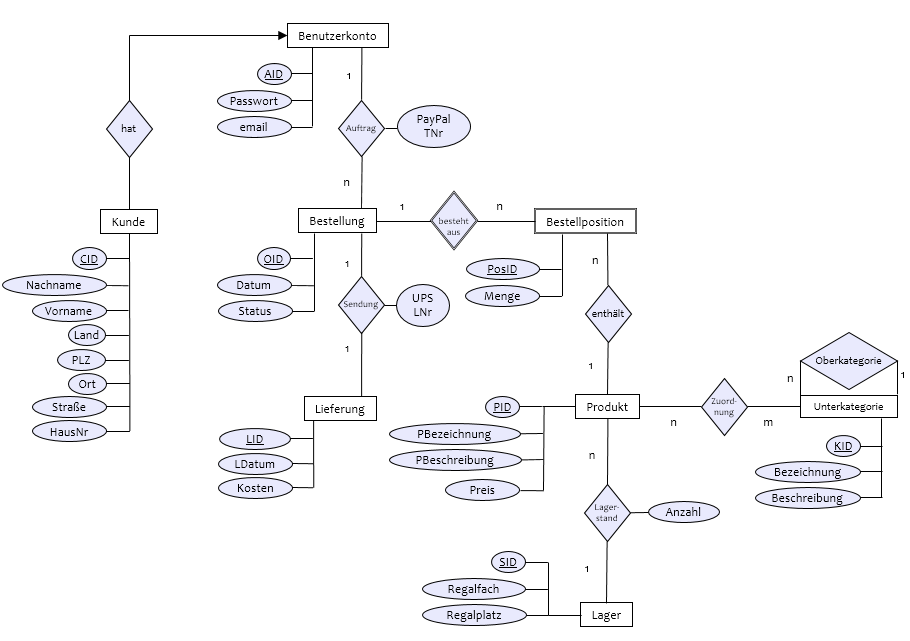 Benutzerkonto
AID
1
Passwort
email
hat
Auftrag
PayPal
TNr
n
Kunde
Bestellung
1
besteht
aus
n
Bestellposition
CID
Nachname
Vorname
Land
PLZ
Ort
Straße
HausNr
OID
Datum
Status
1
Sendung
UPS
LNr
1
PosID
Menge
n
enthält
1
Oberkategorie
n
1
Lieferung
LID
LDatum
Kosten
PID
PBezeichnung
PBeschreibung
Preis
Produkt
n
Zuord-
nung
m
Unterkategorie
KID
Bezeichnung
Beschreibung
n
Lager-
stand
Anzahl
1
SID
Regalfach
Regalplatz
Lager